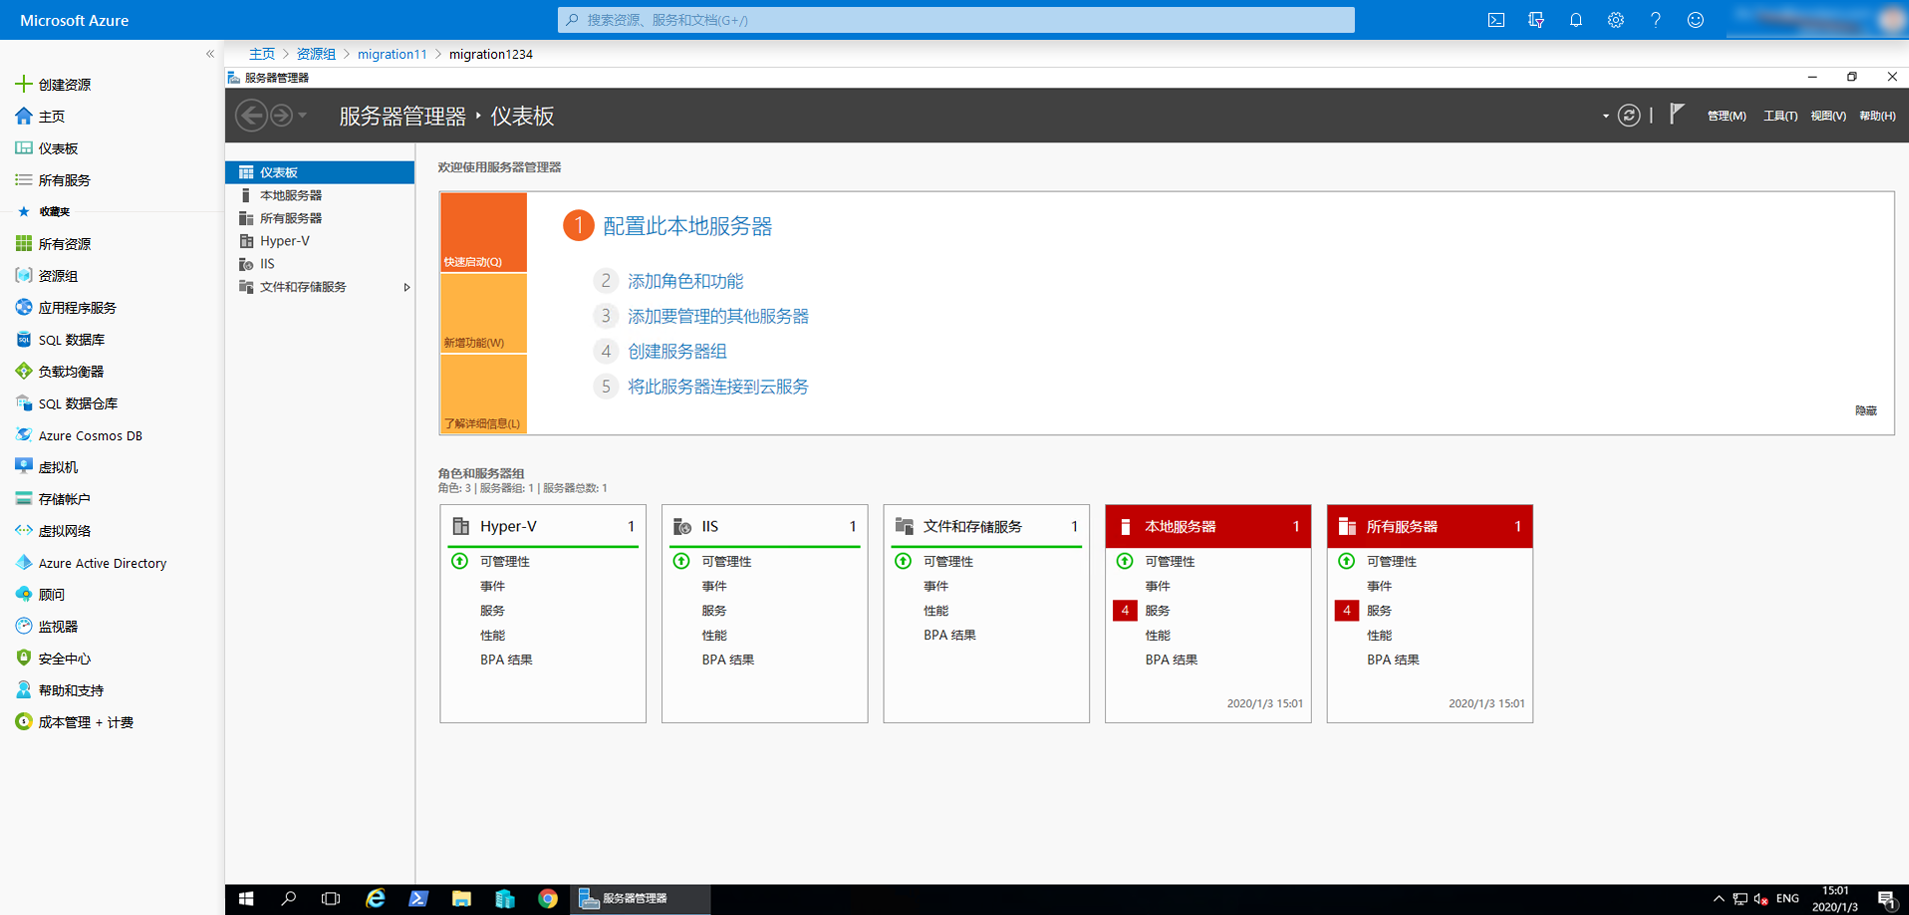 Microsoft Azure
搜索资源、服务和文档(G+/)
主页 > 资源组 > migration11 > migration1234
创建资源
主页
仪表板
所有服务
收藏夹
所有资源
资源组
应用程序服务
SQL 数据库
负载均衡器
SQL 数据仓库
Azure Cosmos DB
虚拟机
存储帐户
虚拟网络
Azure Active Directory
顾问
监视器
安全中心
帮助和支持
成本管理 + 计费
服务器管理器
服务器管理器 ‣ 仪表板
管理(M) 工具(T) 视图(V) 帮助(H)
仪表板
本地服务器
所有服务器
Hyper-V
IIS
文件和存储服务
欢迎使用服务器管理器
快速启动(Q)
新增功能(W)
了解详细信息(L)
1 配置此本地服务器
2 添加角色和功能
3 添加要管理的其他服务器
4 创建服务器组
5 将此服务器连接到云服务
隐藏
角色和服务器组
角色: 3 | 服务器组: 1 | 服务器总数: 1
Hyper-V 1
可管理性
事件
服务
性能
BPA 结果
IIS 1
可管理性
事件
服务
性能
BPA 结果
文件和存储服务 1
可管理性
事件
性能
BPA 结果
本地服务器 1
可管理性
事件
4 服务
性能
BPA 结果
2020/1/3 15:01
所有服务器 1
可管理性
事件
4 服务
性能
BPA 结果
2020/1/3 15:01
服务器管理器
ENG
15:01
2020/1/3
1